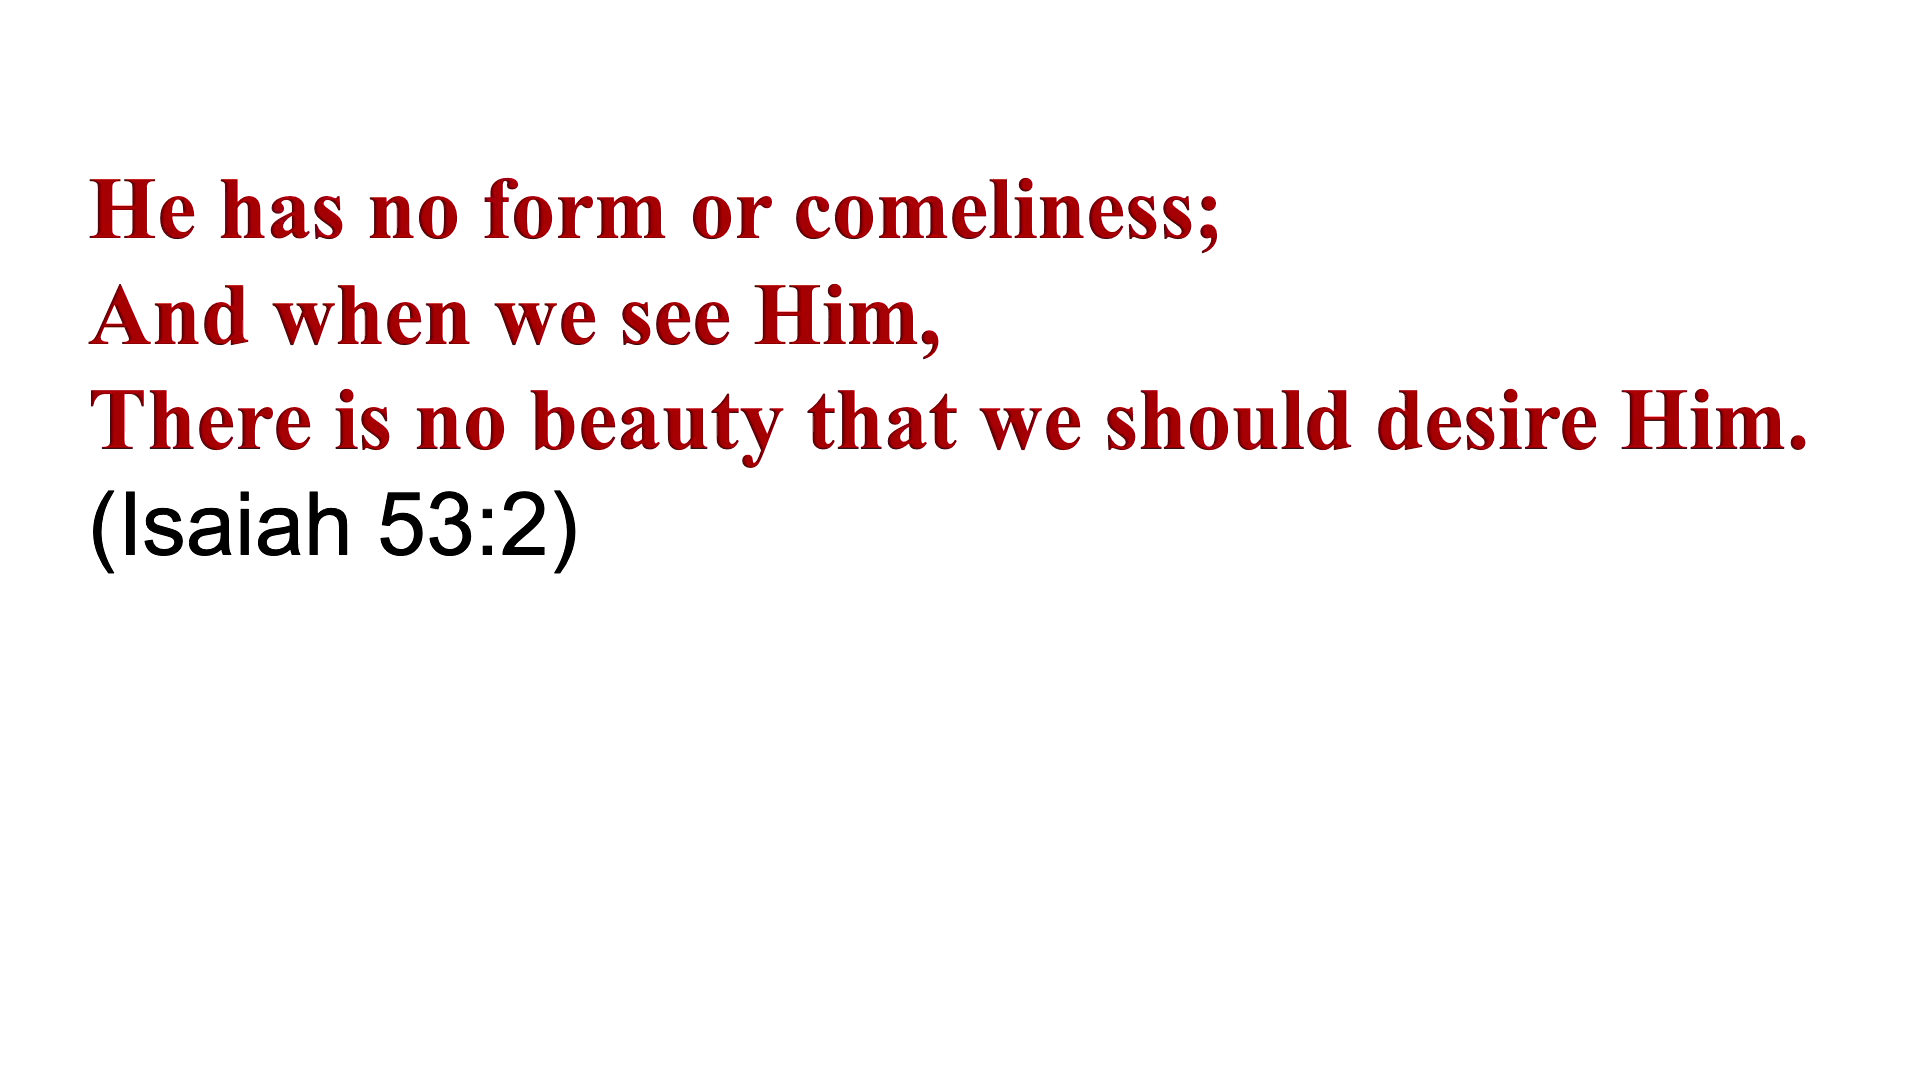 He has no form or comeliness;
And when we see Him,
There is no beauty that we should desire Him.
(Isaiah 53:2)